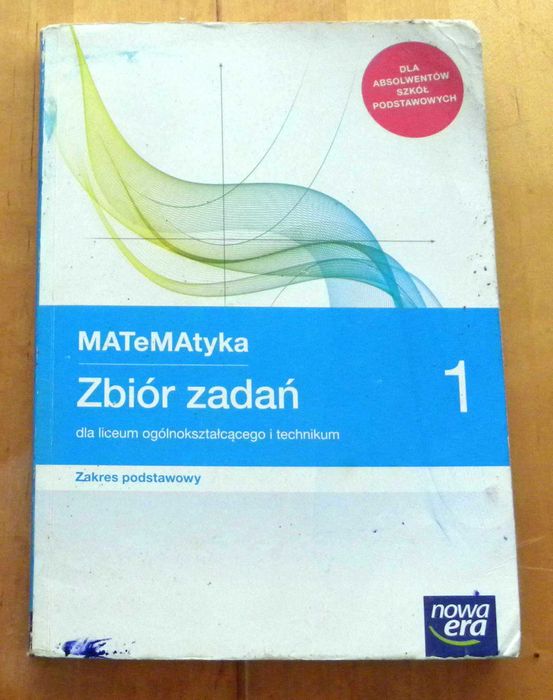 DLA
ABSOLWENTÓW
SZKÓŁ
PODSTAWOWYCH
MATeMAtyka
Zbiór zadań
1
dla liceum ogólnokształcącego i technikum
Zakres podstawowy
nowa
era